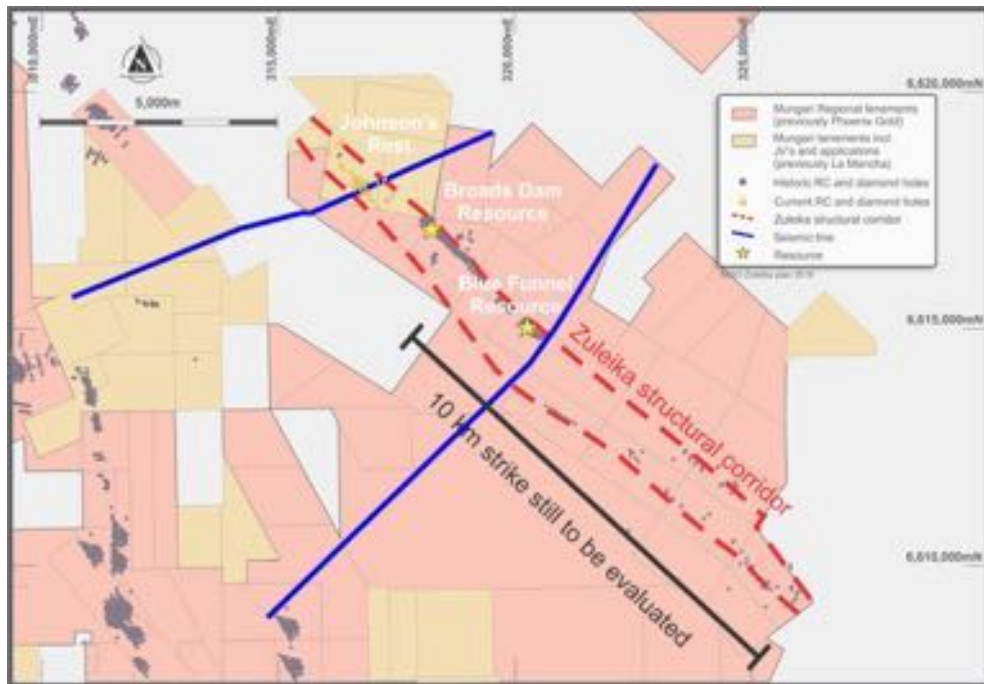 310,000mE
315,000mE
320,000mE
325,000mE
6,620,000mN
N
5,000m
Johnson's
Rest
Broads Dam
Resource
Blue Funnel
Resource
Mungari Regional tenements
(previously Phoenix Gold)
Mungari tenements incl
JV's and applications
(previously La Mancha)
Historic RC and diamond holes
Current RC and diamond holes
Zuleika structural corridor
Seismic line
Resource
6,615,000mN
Zuleika structural corridor
10 km strike still to be evaluated
6,610,000mN